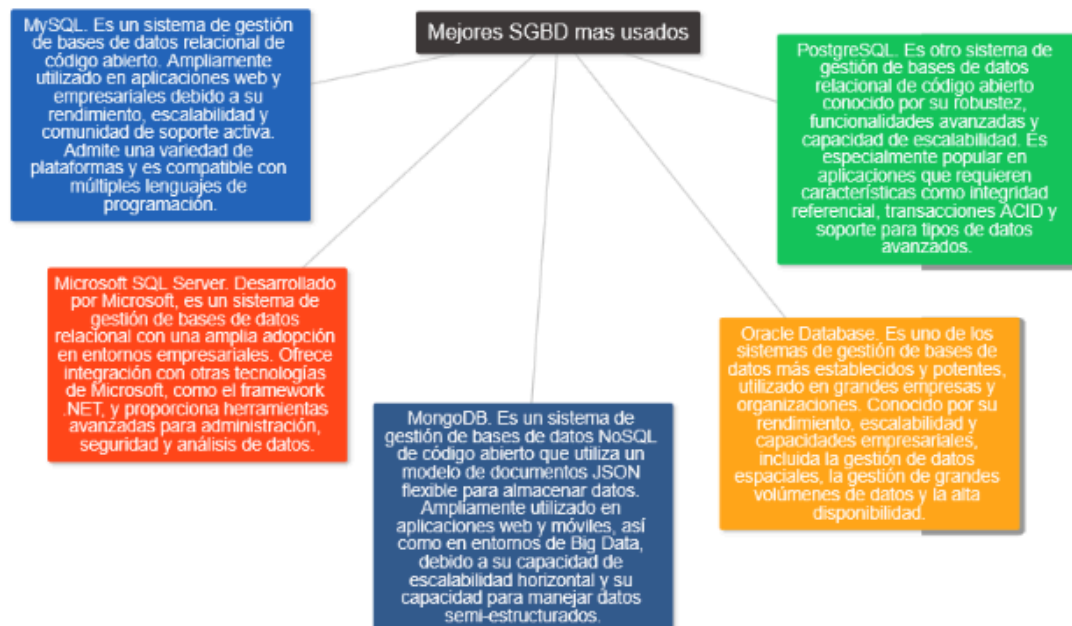 Mejores SGBD mas usados
MySQL. Es un sistema de gestión
de bases de datos relacional de
código abierto. Ampliamente
utilizado en aplicaciones web y
empresariales debido a su
rendimiento, escalabilidad y
comunidad de soporte activa.
Admite una variedad de
plataformas y es compatible con
múltiples lenguajes de
programación.
PostgreSQL. Es otro sistema de
gestión de bases de datos
relacional de código abierto
conocido por su robustez,
funcionalidades avanzadas y
capacidad de escalabilidad. Es
especialmente popular en
aplicaciones que requieren
características como integridad
referencial, transacciones ACID y
soporte para tipos de datos
avanzados.
Microsoft SQL Server. Desarrollado
por Microsoft, es un sistema de
gestión de bases de datos
relacional con una amplia adopción
en entornos empresariales. Ofrece
integración con otras tecnologías
de Microsoft, como el framework
.NET, y proporciona herramientas
avanzadas para administración,
seguridad y análisis de datos.
Oracle Database. Es uno de los
sistemas de gestión de bases de
datos más establecidos y potentes,
utilizado en grandes empresas y
organizaciones. Conocido por su
rendimiento, escalabilidad y
capacidades empresariales,
incluida la gestión de datos
espaciales, la gestión de grandes
volúmenes de datos y la alta
disponibilidad.
MongoDB. Es un sistema de
gestión de bases de datos NoSQL
de código abierto que utiliza un
modelo de documentos JSON
flexible para almacenar datos.
Ampliamente utilizado en
aplicaciones web y móviles, así
como en entornos de Big Data,
debido a su capacidad de
escalabilidad horizontal y su
capacidad para manejar datos
semi-estructurados.